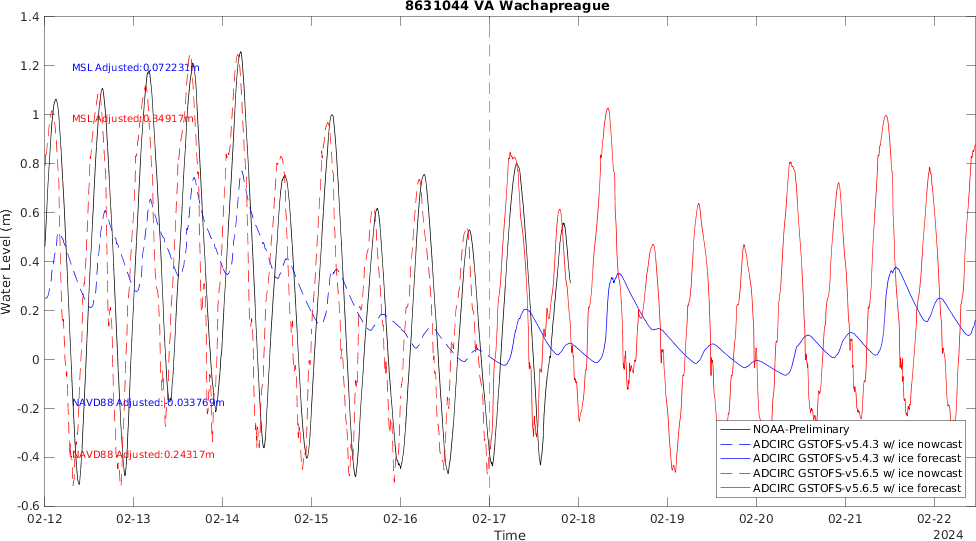 8631044 VA Wachapreague
1.4
1.2
1
0.8
0.6
0.4
0.2
0
-0.2
-0.4
-0.6
Water Level (m)
MSL Adjusted:0.072231m
MSL Adjusted:0.34917m
NAVD88 Adjusted:-0.033769m
NAVD88 Adjusted:0.24317m
NOAA-Preliminary
ADCIRC GSTOFS-v5.4.3 w/ ice nowcast
ADCIRC GSTOFS-v5.4.3 w/ ice forecast
ADCIRC GSTOFS-v5.6.5 w/ ice nowcast
ADCIRC GSTOFS-v5.6.5 w/ ice forecast
02-12 02-13 02-14 02-15 02-16 02-17 02-18 02-19 02-20 02-21 02-22
Time
2024